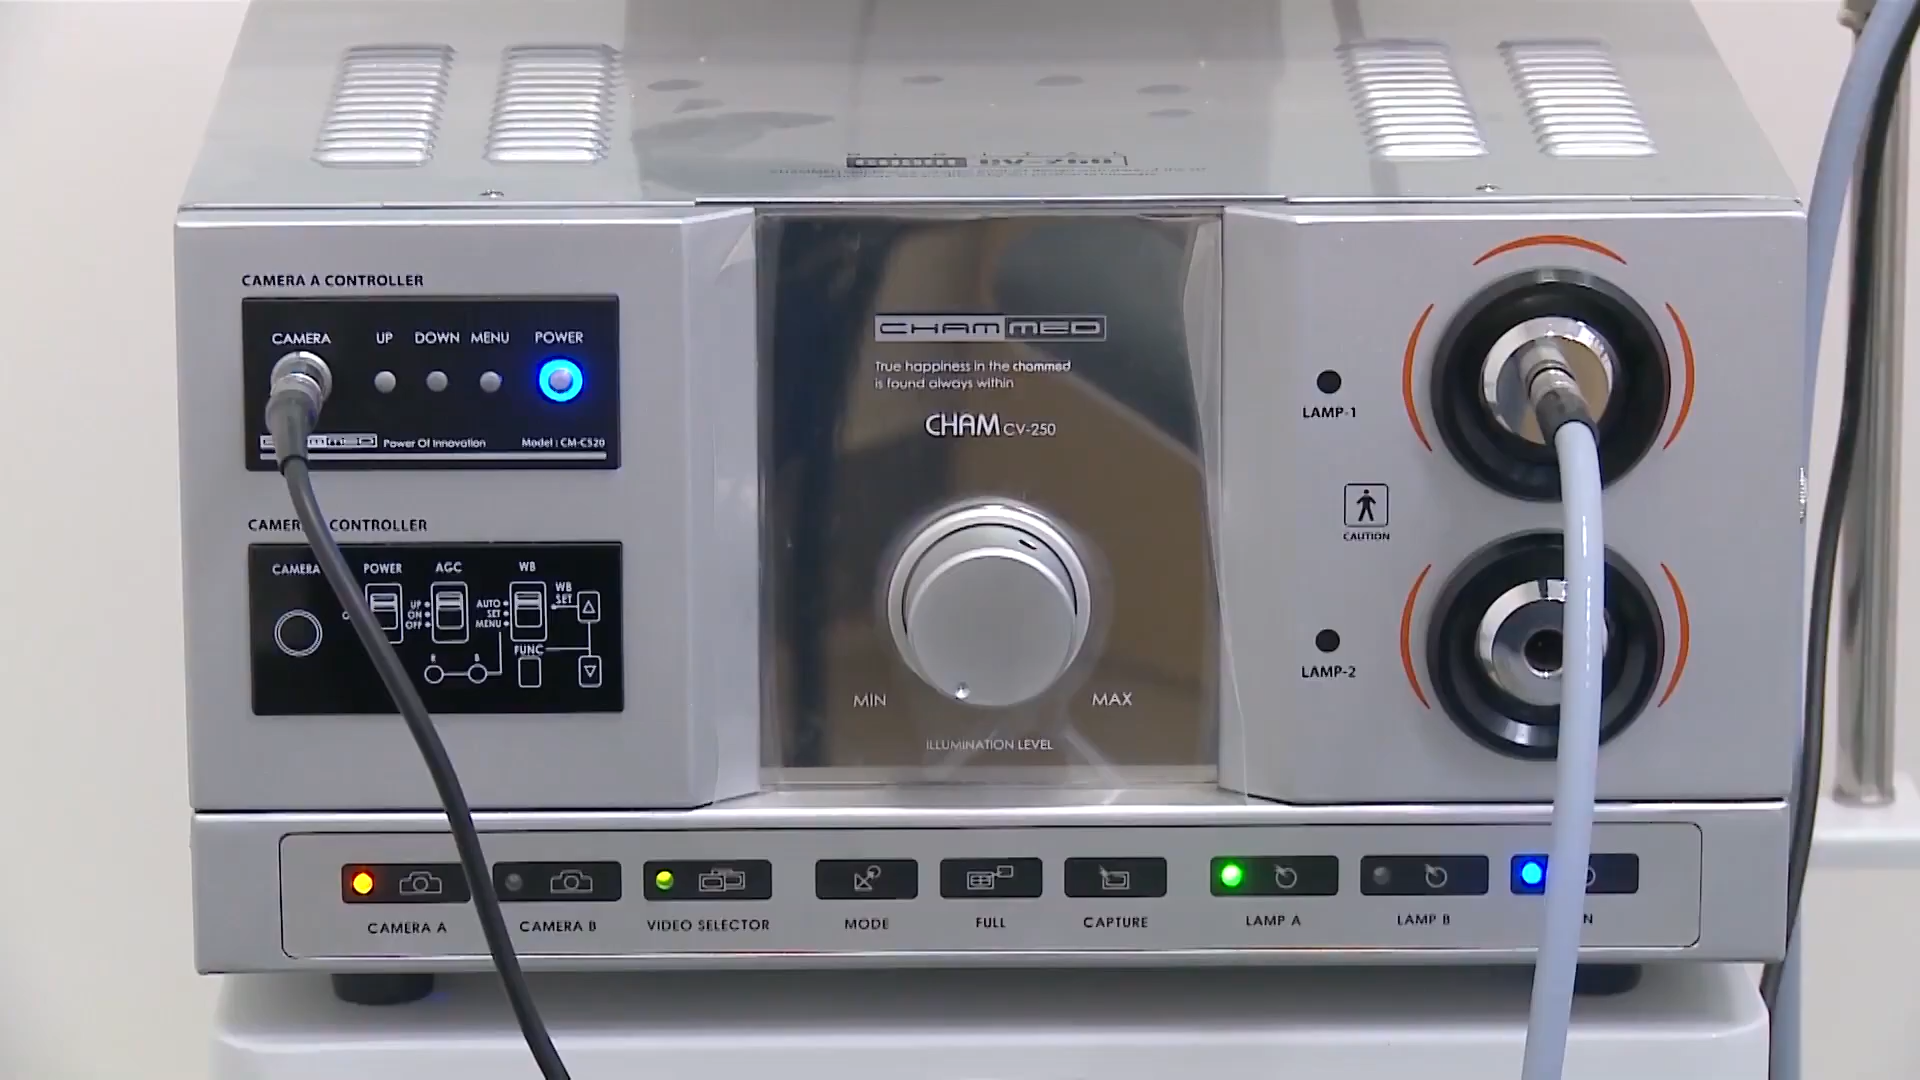 CAMERA A CONTROLLER
CAMERA UP DOWN MENU POWER
Power Of Innovation Model : CM-C520
CONTROLLER
CAMERA POWER AGC WB
WB
SET
UP
ON
OFF
AUTO
SET
MENU
FUNC
R B
CHAMMED
True happiness in the chammed
is found always within
CHAM CV-250
MIN MAX
ILLUMINATION LEVEL
LAMP-1
CAUTION
LAMP-2
CAMERA A CAMERA B VIDEO SELECTOR MODE FULL CAPTURE LAMP A LAMP B